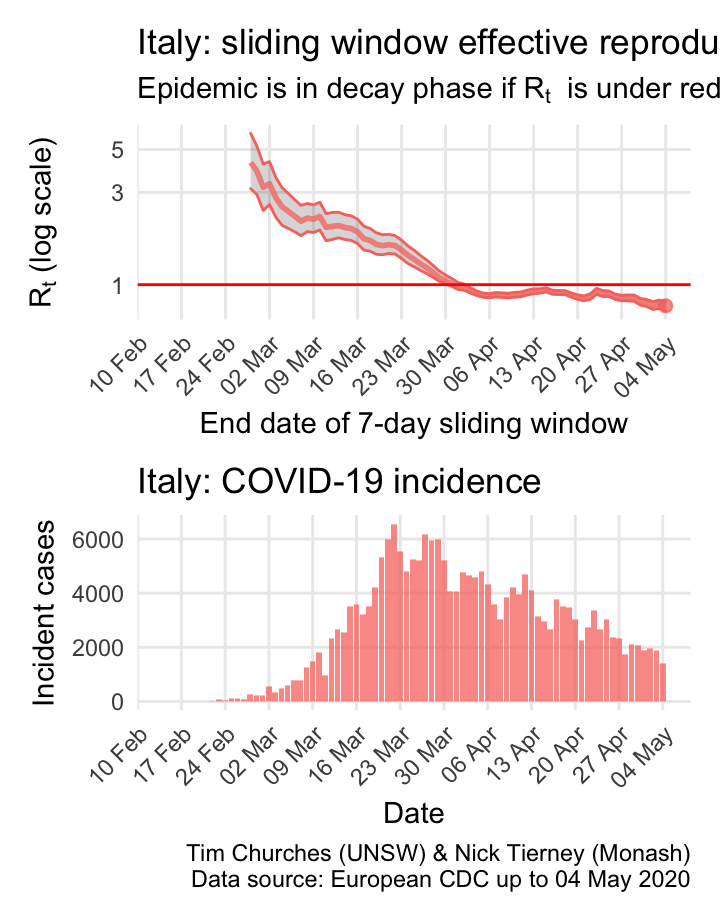 Italy: sliding window effective reprodu
Epidemic is in decay phase if Rt is under red
Rt (log scale)
5
3
1
10 Feb
17 Feb
24 Feb
02 Mar
09 Mar
16 Mar
23 Mar
30 Mar
06 Apr
13 Apr
20 Apr
27 Apr
04 May
End date of 7-day sliding window
Italy: COVID-19 incidence
Incident cases
6000
4000
2000
0
10 Feb
17 Feb
24 Feb
02 Mar
09 Mar
16 Mar
23 Mar
30 Mar
06 Apr
13 Apr
20 Apr
27 Apr
04 May
Date
Tim Churches (UNSW) & Nick Tierney (Monash)
Data source: European CDC up to 04 May 2020